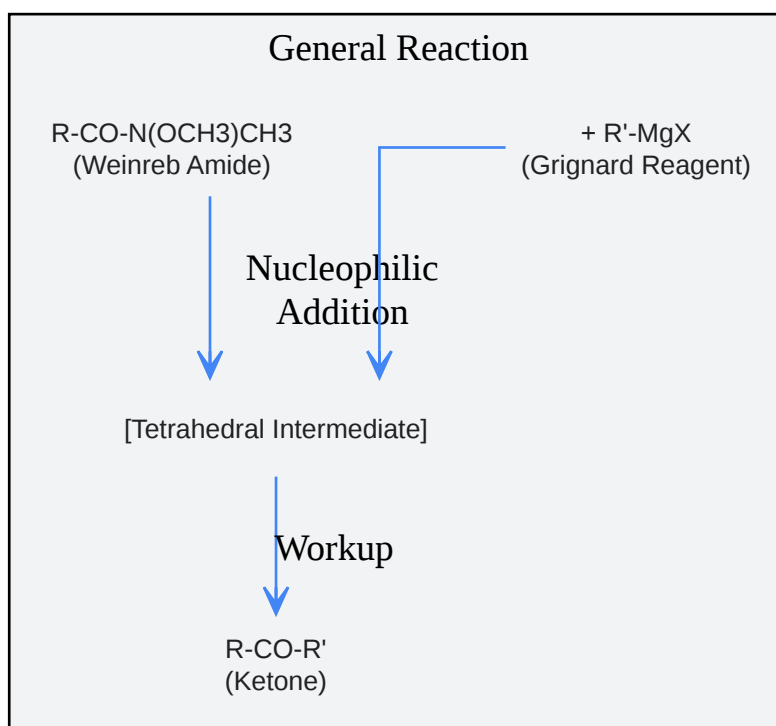 General Reaction
R-CO-N(OCH3)CH3
(Weinreb Amide)
+ R'-MgX
(Grignard Reagent)
Nucleophilic
Addition
[Tetrahedral Intermediate]
Workup
R-CO-R'
(Ketone)